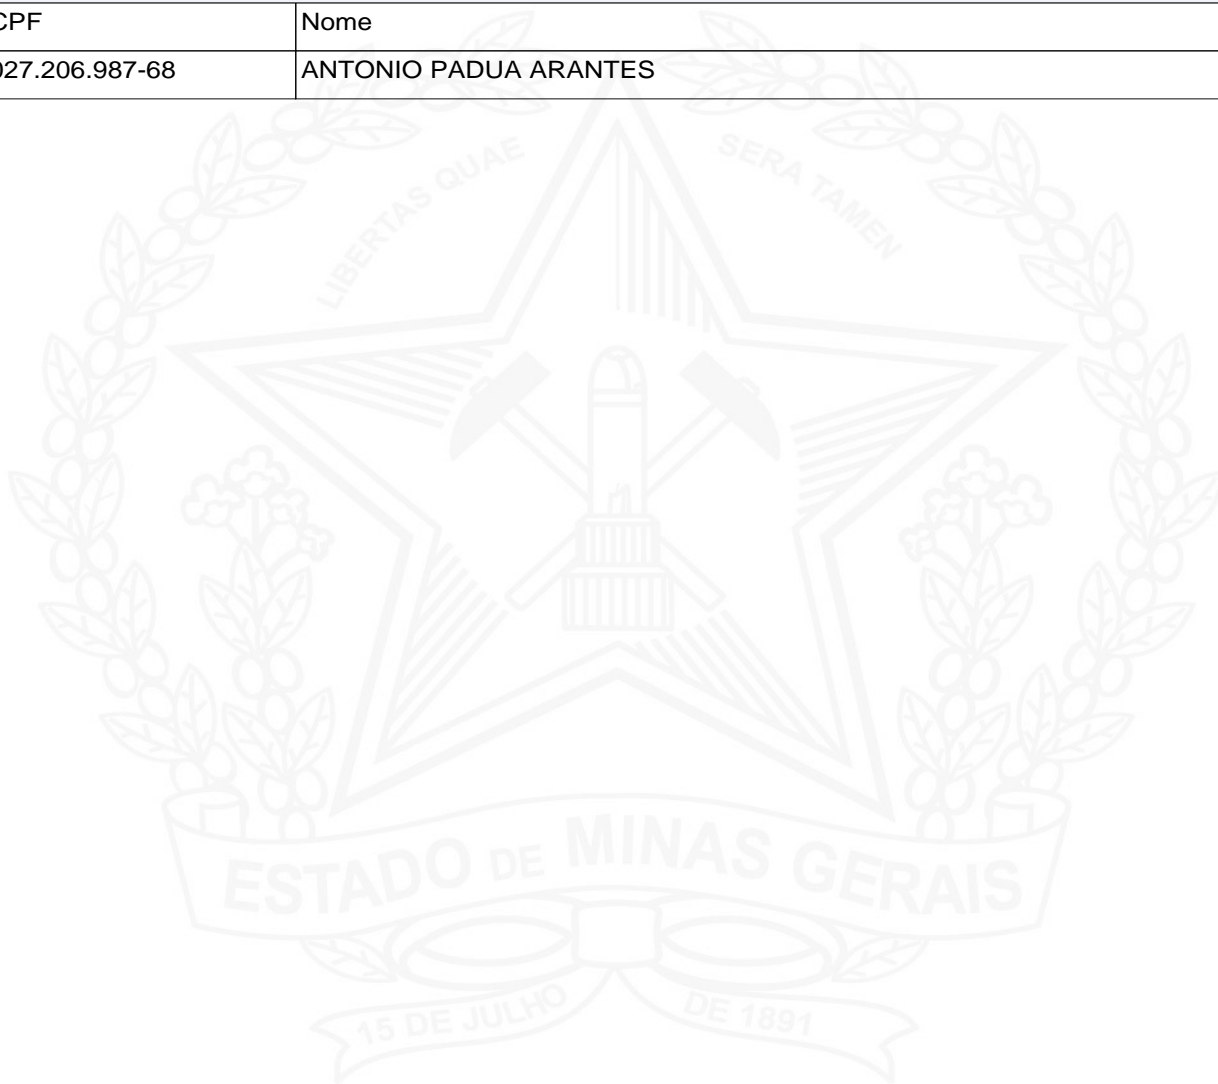 CPF Nome
027.206.987-68 ANTONIO PADUA ARANTES
LIBERTAS QUAE SERA TAMEN
ESTADO DE MINAS GERAIS
15 DE JULHO DE 1891